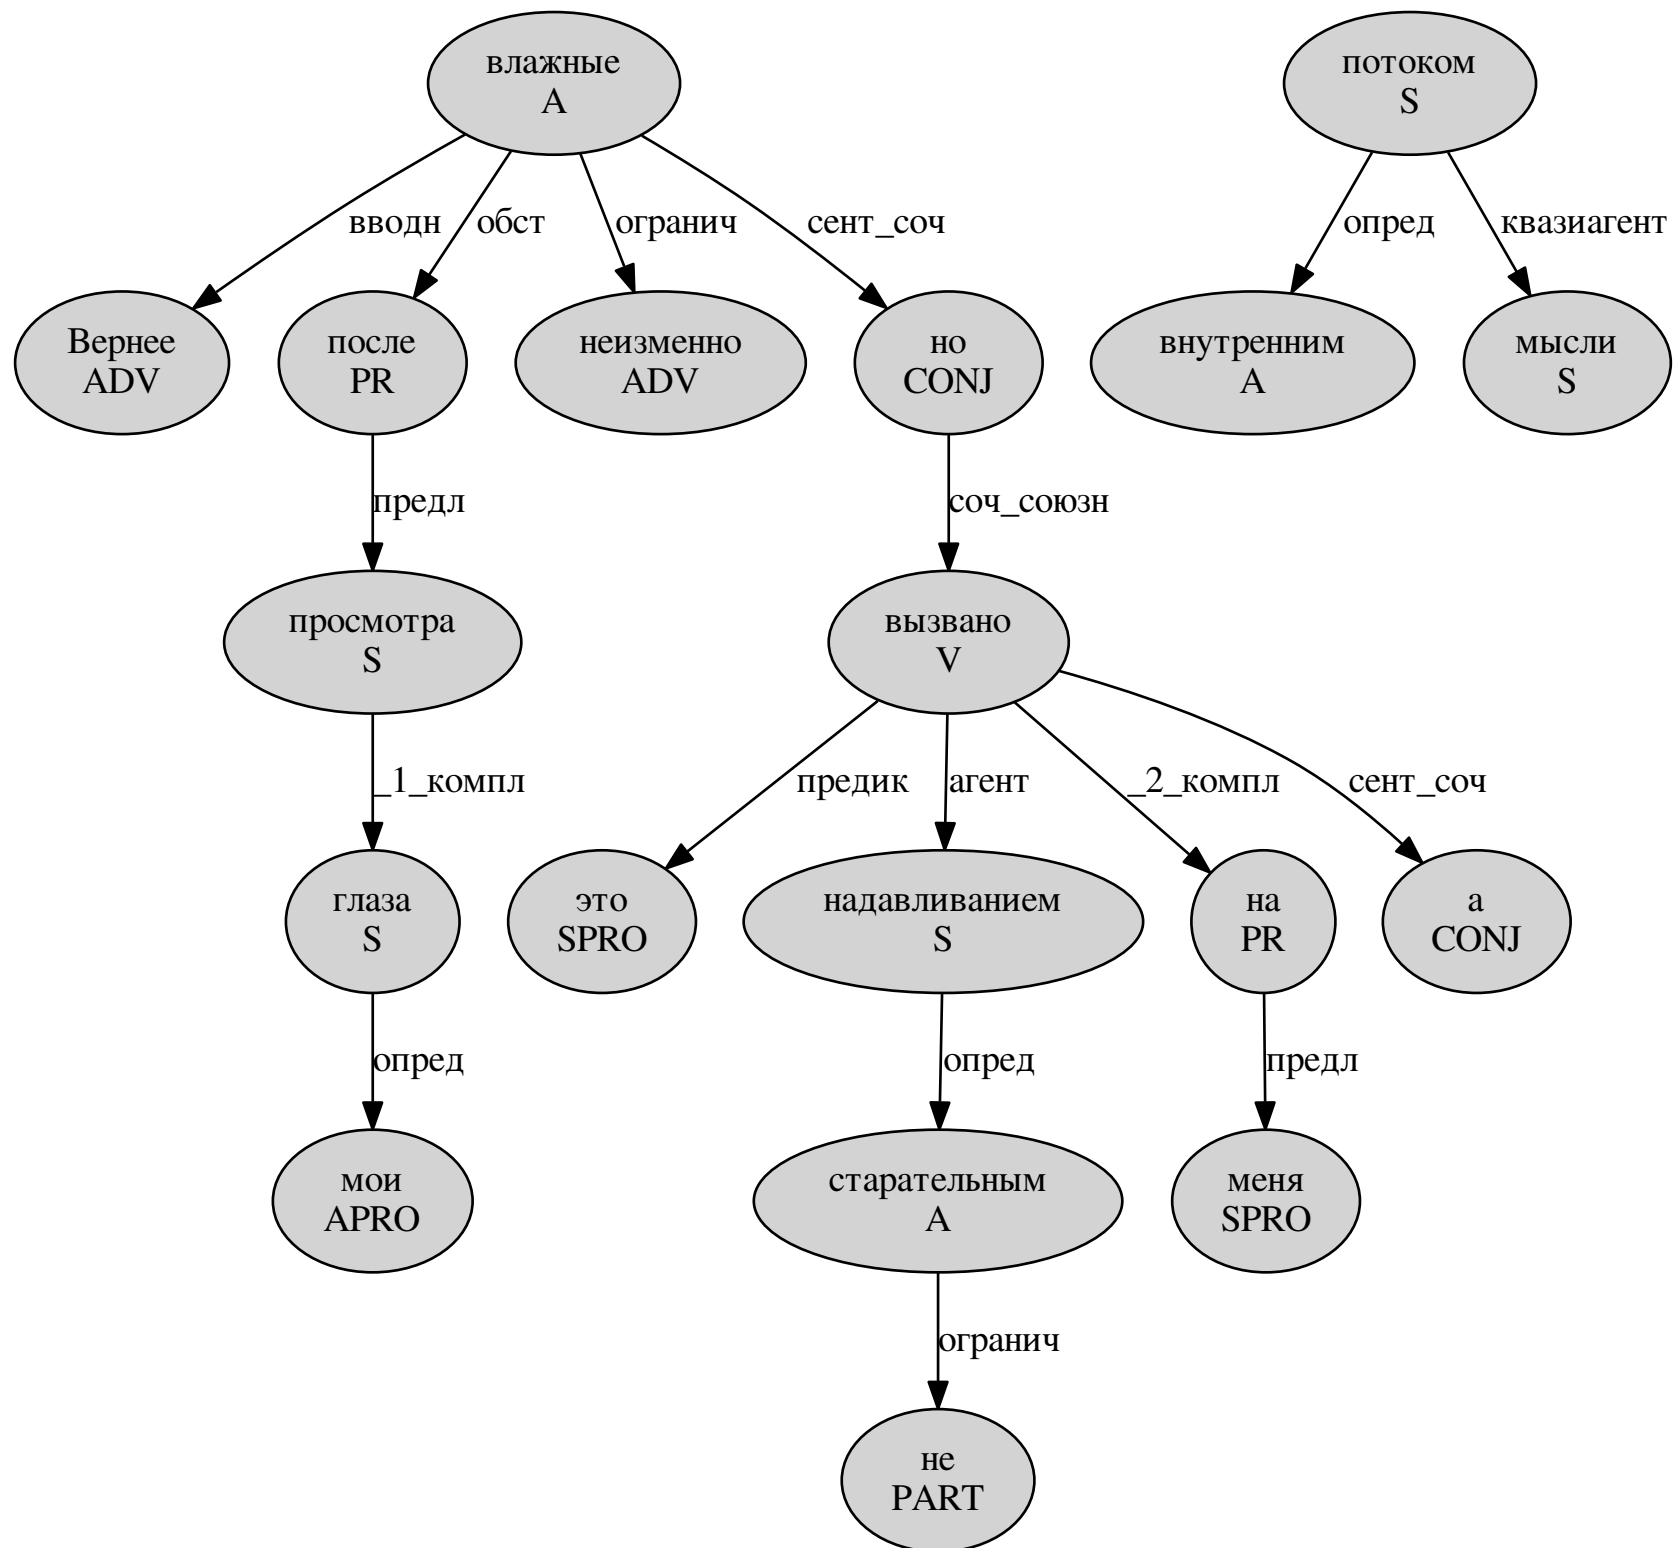 влажные
A
потоком
S
вводн
обст
огранич
сент_соч
опред
квазиагент
Вернее
ADV
после
PR
неизменно
ADV
но
CONJ
внутренним
A
мысли
S
предл
соч_союзн
просмотра
S
вызвано
V
_1_компл
предик
агент
_2_компл
сент_соч
глаза
S
это
SPRO
надавливанием
S
на
PR
а
CONJ
опред
опред
предл
мои
APRO
старательным
A
меня
SPRO
огранич
не
PART